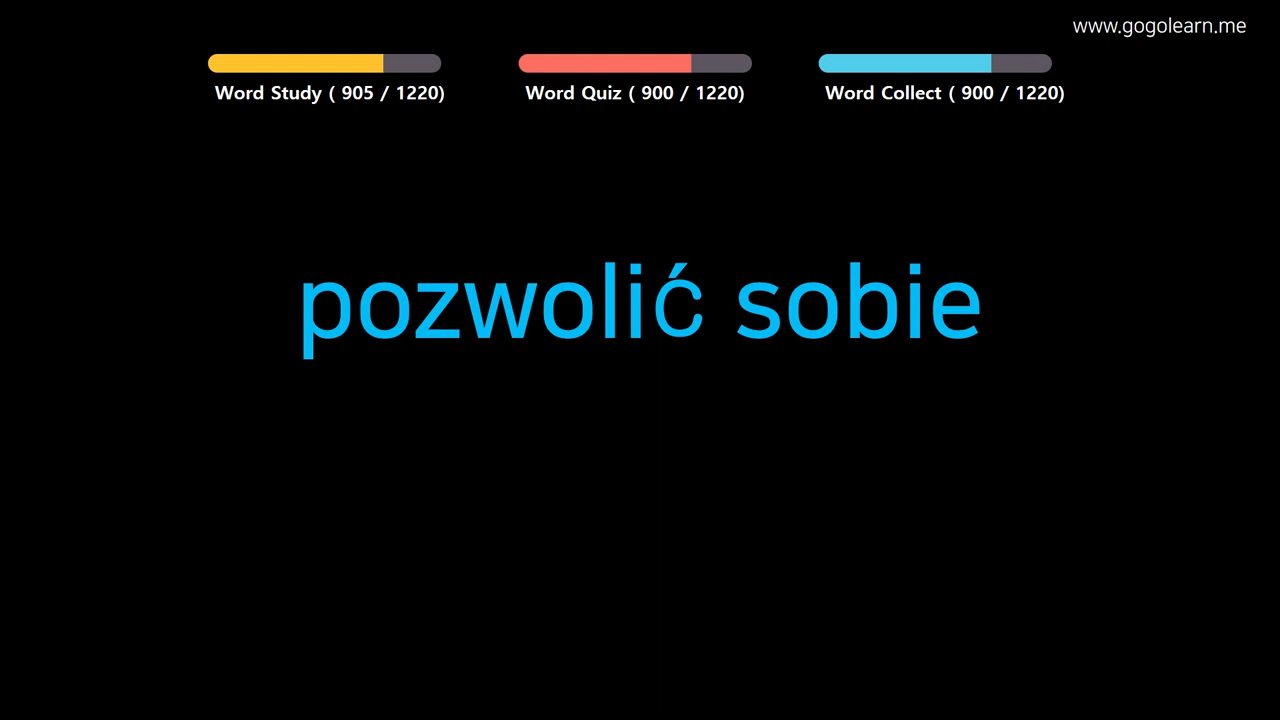 www.gogolearn.me
Word Study ( 905 / 1220)
Word Quiz ( 900 / 1220)
Word Collect ( 900 / 1220)
pozwolić sobie